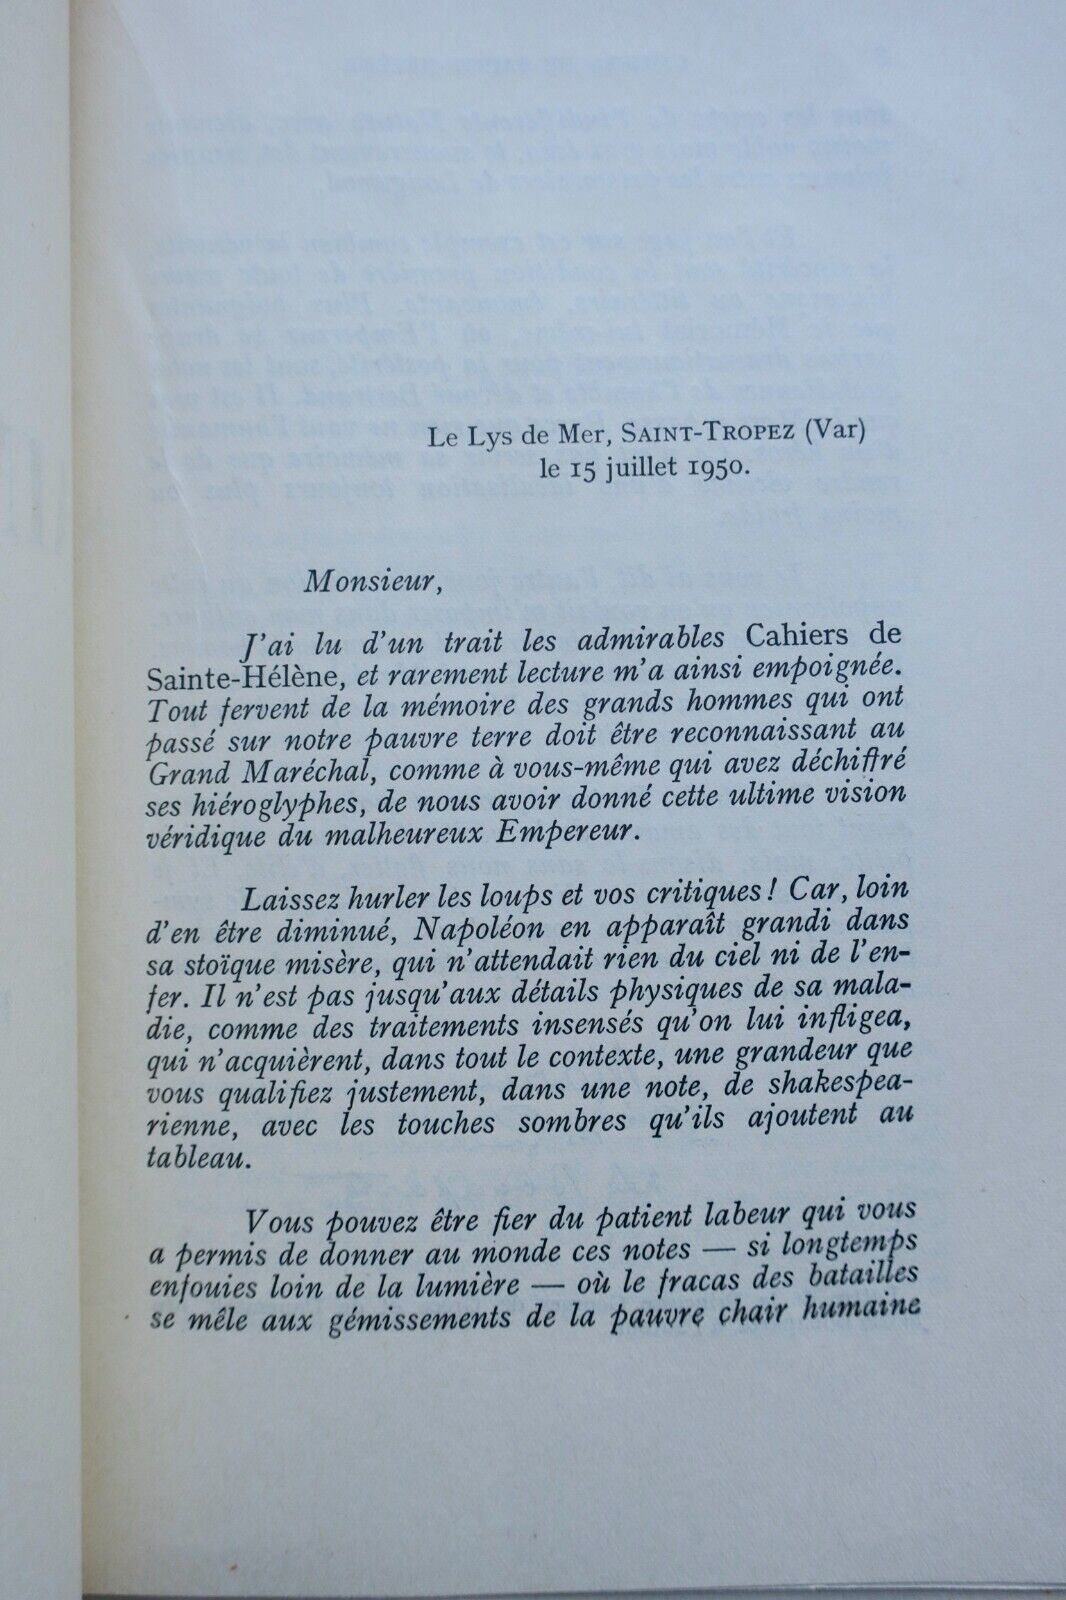 Le Lys de Mer, SAINT-TROPEZ (Var)
le 15 juillet 1950.
Monsieur,
J'ai lu d'un trait les admirables Cahiers de
Sainte-Hélène, et rarement lecture m'a ainsi empoignée.
Tout fervent de la mémoire des grands hommes qui ont
passé sur notre pauvre terre doit être reconnaissant au
Grand Maréchal, comme à vous-même qui avez déchiffré
ses hiéroglyphes, de nous avoir donné cette ultime vision
véridique du malheureux Empereur.
Laissez hurler les loups et vos critiques ! Car, loin
d'en être diminué, Napoléon en apparaît grandi dans
sa stoïque misère, qui n'attendait rien du ciel ni de l'en-
fer. Il n'est pas jusqu'aux détails physiques de sa mala-
die, comme des traitements insensés qu'on lui infligea,
qui n'acquièrent, dans tout le contexte, une grandeur que
vous qualifiez justement, dans une note, de shakespea-
rienne, avec les touches sombres qu'ils ajoutent au
tableau.
Vous pouvez être fier du patient labeur qui vous
a permis de donner au monde ces notes — si longtemps
enfouies loin de la lumière — où le fracas des batailles
se mêle aux gémissements de la pauvre chair humaine